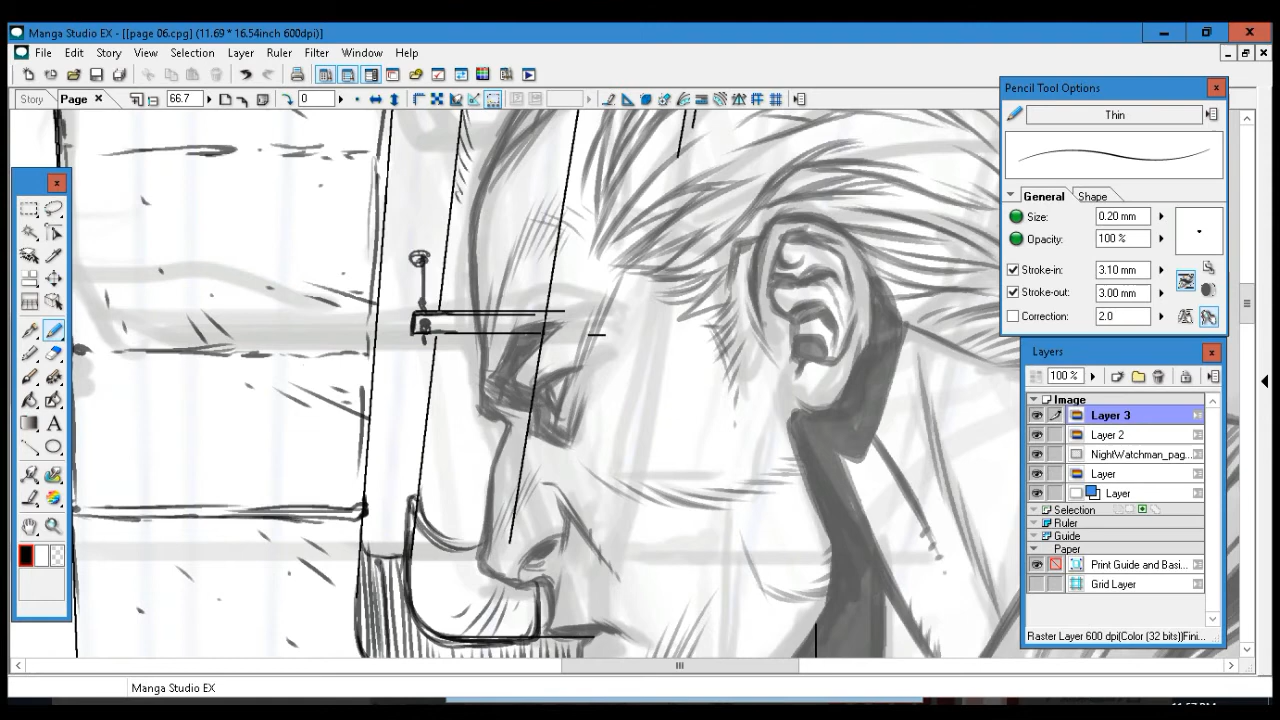 Manga Studio EX - [[page 06.cpg] (11.69 * 16.54inch 600dpi)]
File Edit Story View Selection Layer Ruler Filter Window Help
Story Page 66.7 0
Pencil Tool Options
Thin
General Shape
Size: 0.20 mm
Opacity: 100 %
Stroke-in: 3.10 mm
Stroke-out: 3.00 mm
Correction: 2.0
Layers
100 %
Image
Layer 3
Layer 2
NightWatchman_pag...
Layer
Layer
Selection
Ruler
Guide
Paper
Print Guide and Basi...
Grid Layer
Raster Layer 600 dpi(Color (32 bits))Fini...
Manga Studio EX